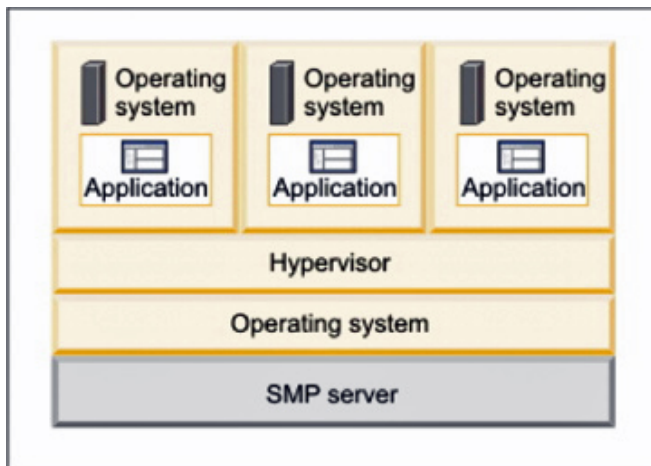 Operating
system
Application
Operating
system
Application
Operating
system
Application
Hypervisor
Operating system
SMP server